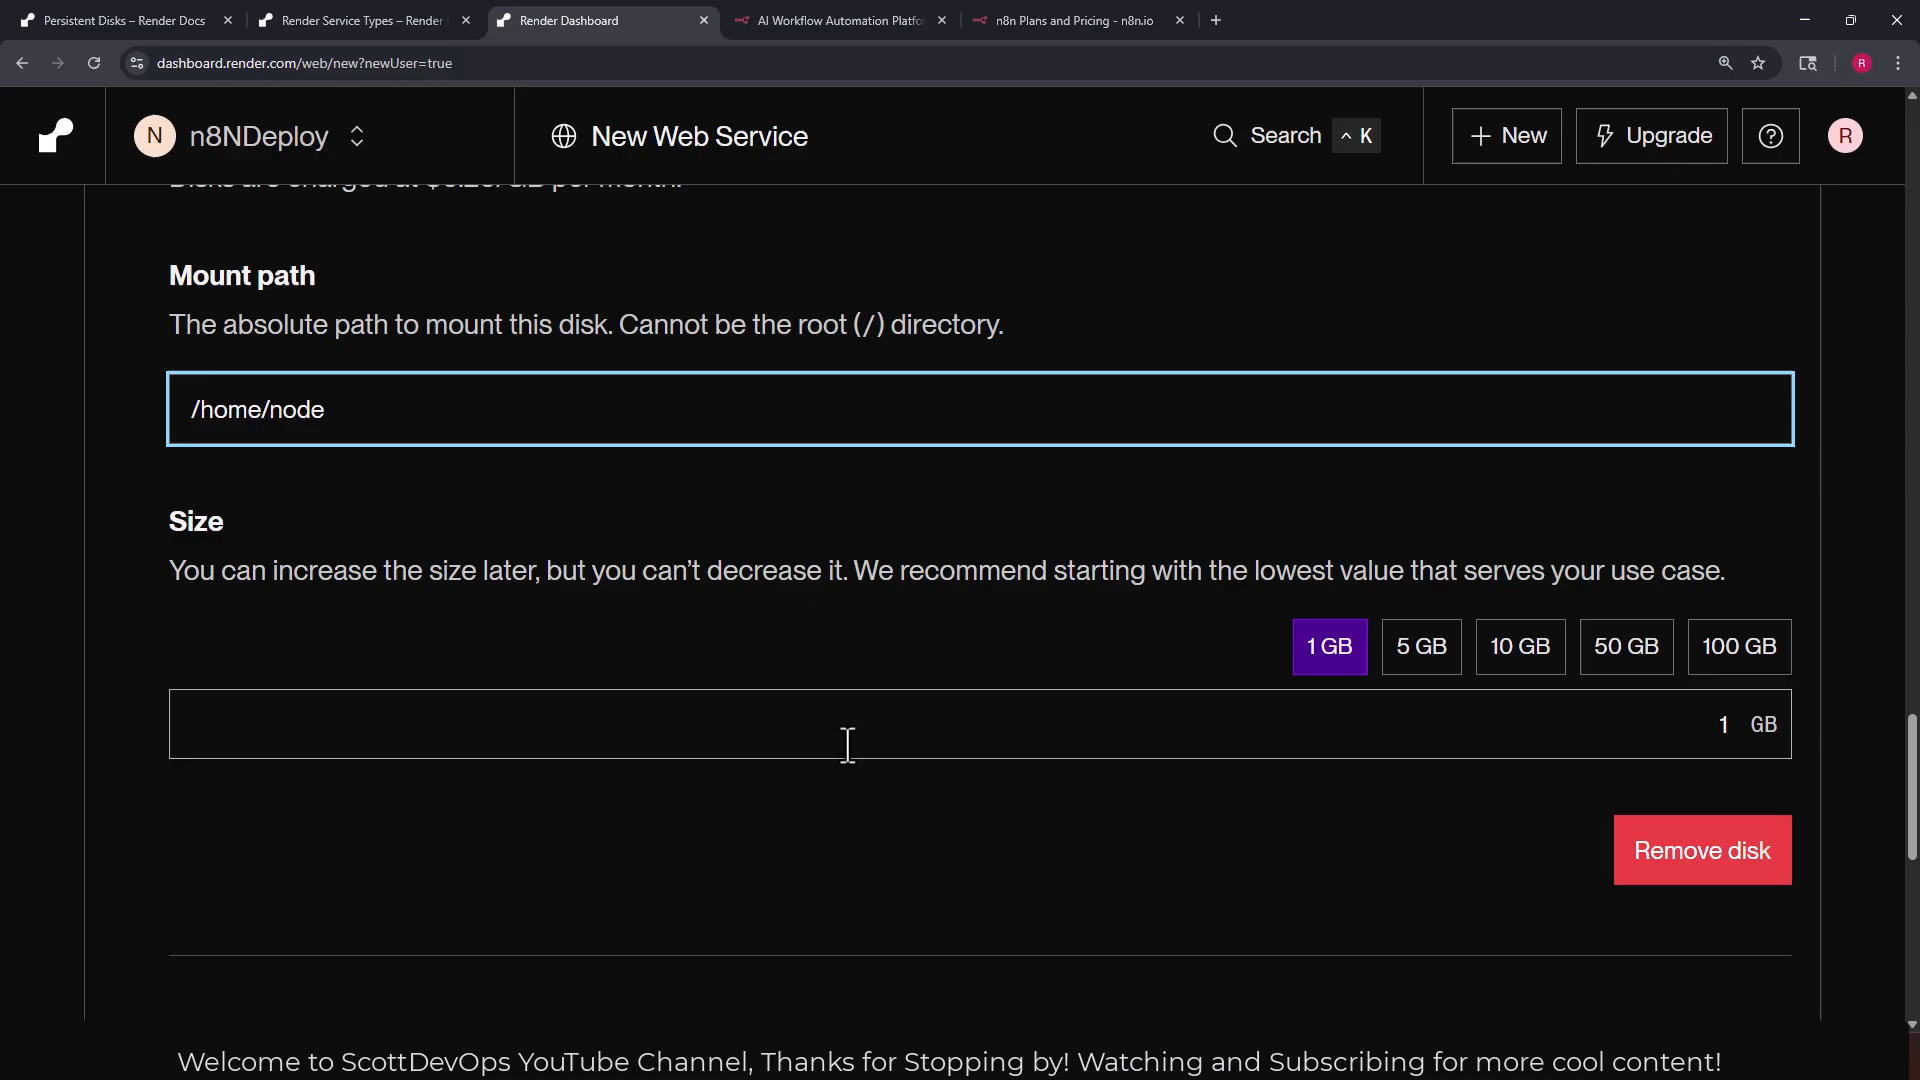 Persistent Disks – Render Docs
Render Service Types – Render
Render Dashboard
AI Workflow Automation Platfo
n8n Plans and Pricing - n8n.io
dashboard.render.com/web/new?newUser=true
R
N
n8NDeploy
New Web Service
Search
K
+ New
Upgrade
R
Mount path
The absolute path to mount this disk. Cannot be the root (/) directory.
/home/node
Size
You can increase the size later, but you can’t decrease it. We recommend starting with the lowest value that serves your use case.
1 GB
5 GB
10 GB
50 GB
100 GB
1 GB
Remove disk
Welcome to ScottDevOps YouTube Channel, Thanks for Stopping by! Watching and Subscribing for more cool content!